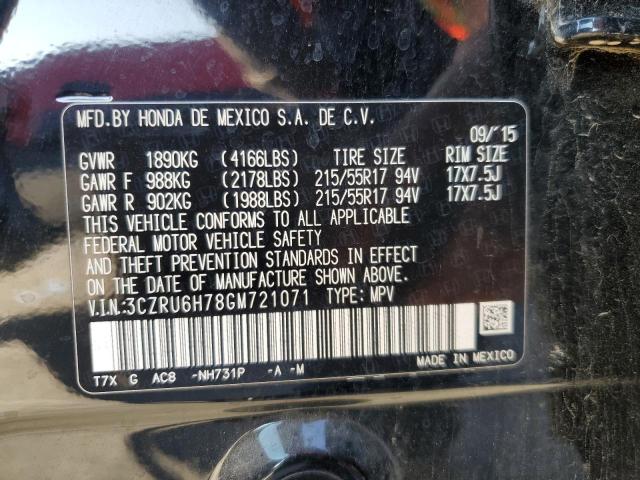 MFD.BY HONDA DE MEXICO S.A. DE C.V.
09/'15
GVWR 1890KG (4166LBS) TIRE SIZE RIM SIZE
GAWR F 988KG (2178LBS) 215/55R17 94V 17X7.5J
GAWR R 902KG (1988LBS) 215/55R17 94V 17X7.5J
THIS VEHICLE CONFORMS TO ALL APPLICABLE
FEDERAL MOTOR VEHICLE SAFETY
AND THEFT PREVENTION STANDARDS IN EFFECT
ON THE DATE OF MANUFACTURE SHOWN ABOVE.
V.I.N.:3CZRU6H78GM721071 TYPE: MPV
T7X G AC8 -NH731P -A -M
MADE IN MEXICO